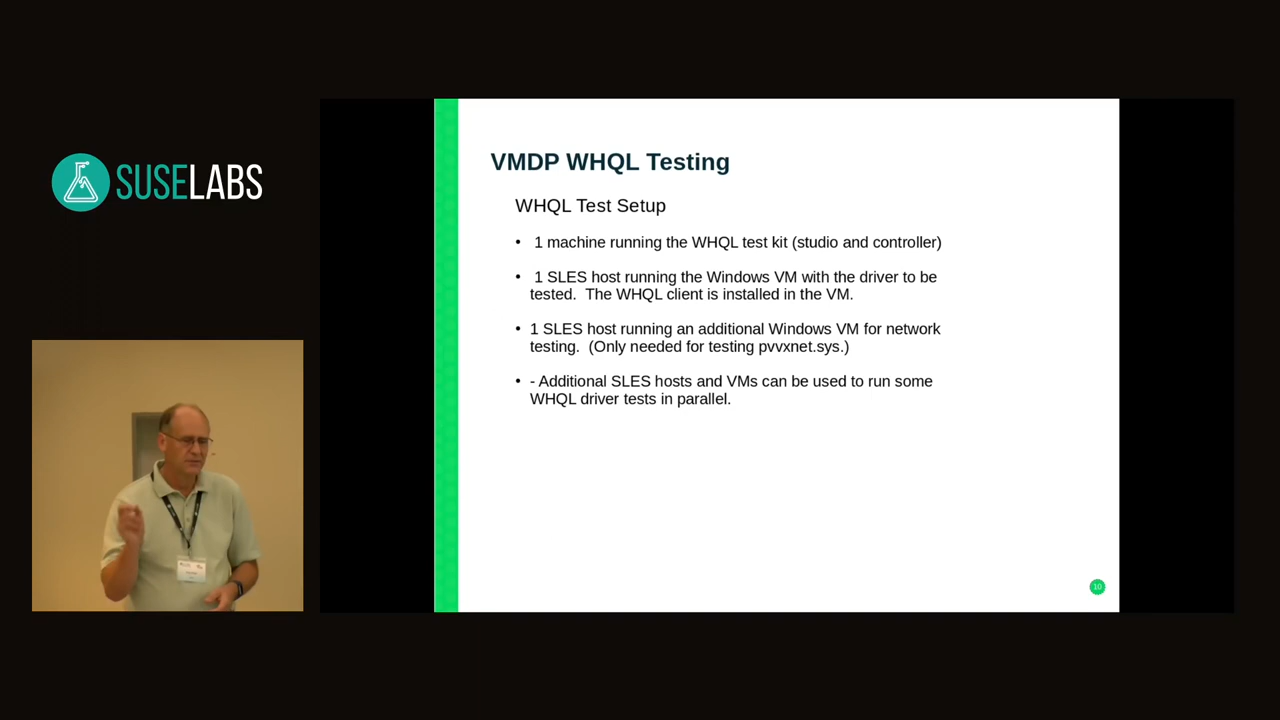 SUSELABS
VMDP WHQL Testing
WHQL Test Setup
• 1 machine running the WHQL test kit (studio and controller)
• 1 SLES host running the Windows VM with the driver to be
tested.  The WHQL client is installed in the VM.
• 1 SLES host running an additional Windows VM for network
testing.  (Only needed for testing pvvxnet.sys.)
• - Additional SLES hosts and VMs can be used to run some
WHQL driver tests in parallel.
10